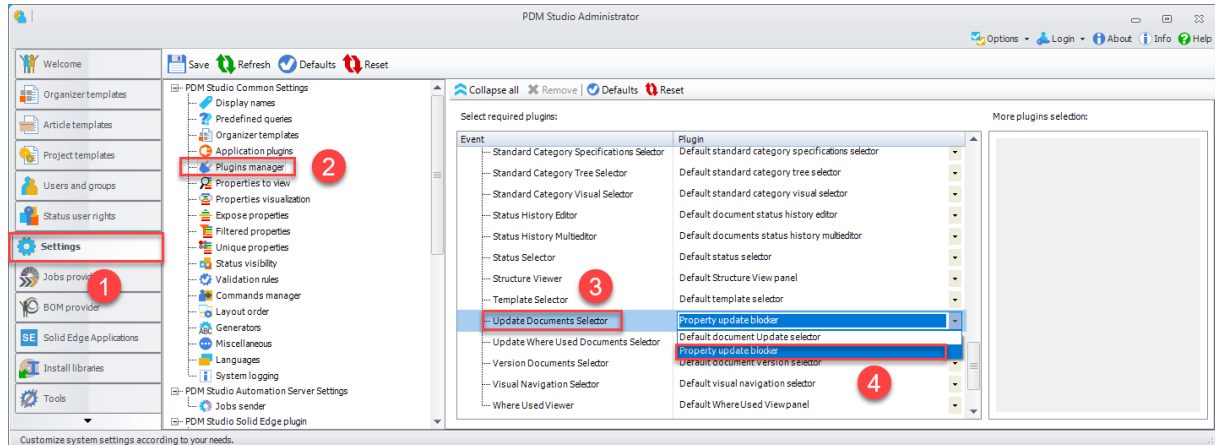 PDM Studio Administrator
Options Login About Info Help
Welcome
Organizer templates
Article templates
Project templates
Users and groups
Status user rights
Settings
1
Jobs provid
BOM provider
SE Solid Edge Applications
Install libraries
Tools
Save Refresh Defaults Reset
PDM Studio Common Settings
Display names
Predefined queries
Organizer templates
Application plugins
Plugins manager
2
Properties to view
Properties visualization
Expose properties
Filtered properties
Unique properties
Status visibility
Validation rules
Commands manager
Layout order
ABC Generators
Miscellaneous
Languages
System logging
PDM Studio Automation Server Settings
Jobs sender
PDM Studio Solid Edge plugin
Collapse all Remove Defaults Reset
Select required plugins:
Event Plugin
Standard Category Specifications Selector Default standard category specifications selector
Standard Category Tree Selector Default standard category tree selector
Standard Category Visual Selector Default standard category visual selector
Status History Editor Default document status history editor
Status History Multieditor Default documents status history multieditor
Status Selector Default status selector
Structure Viewer Default Structure View panel
3
Template Selector Default template selector
Update Documents Selector Property update blocker
Default document Update selector
Update Where Used Documents Selector Property update blocker
Version Documents Selector Default document Version selector
4
Visual Navigation Selector Default visual navigation selector
Where Used Viewer Default Where Used View panel
More plugins selection:
Customize system settings according to your needs.